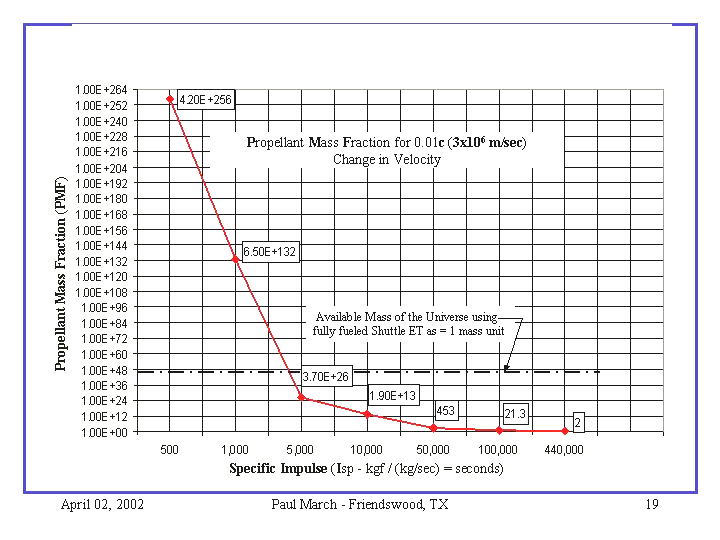 1.00E+264
1.00E+252
1.00E+240
1.00E+228
1.00E+216
1.00E+204
1.00E+192
1.00E+180
1.00E+168
1.00E+156
1.00E+144
1.00E+132
1.00E+120
1.00E+108
1.00E+96
1.00E+84
1.00E+72
1.00E+60
1.00E+48
1.00E+36
1.00E+24
1.00E+12
1.00E+00
Propellant Mass Fraction (PMF)
4.20E+256
Propellant Mass Fraction for 0.01c (3x10⁶ m/sec)
Change in Velocity
6.50E+132
Available Mass of the Universe using
fully fueled Shuttle ET as = 1 mass unit
3.70E+26
1.90E+13
453
21.3
2
500 1,000 5,000 10,000 50,000 100,000 440,000
Specific Impulse (Isp - kgf / (kg/sec) = seconds)
April 02, 2002 Paul March - Friendswood, TX 19